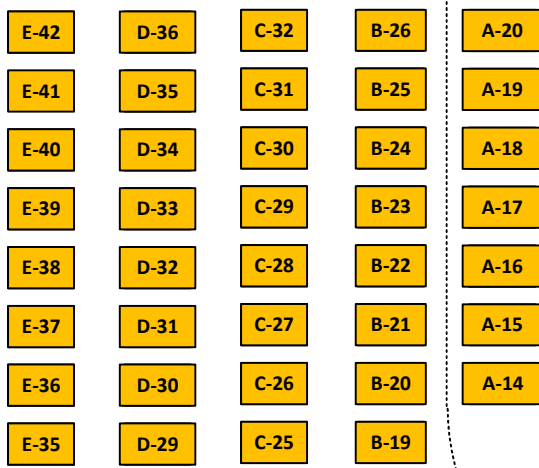 E-42 D-36 C-32 B-26 A-20
E-41 D-35 C-31 B-25 A-19
E-40 D-34 C-30 B-24 A-18
E-39 D-33 C-29 B-23 A-17
E-38 D-32 C-28 B-22 A-16
E-37 D-31 C-27 B-21 A-15
E-36 D-30 C-26 B-20 A-14
E-35 D-29 C-25 B-19